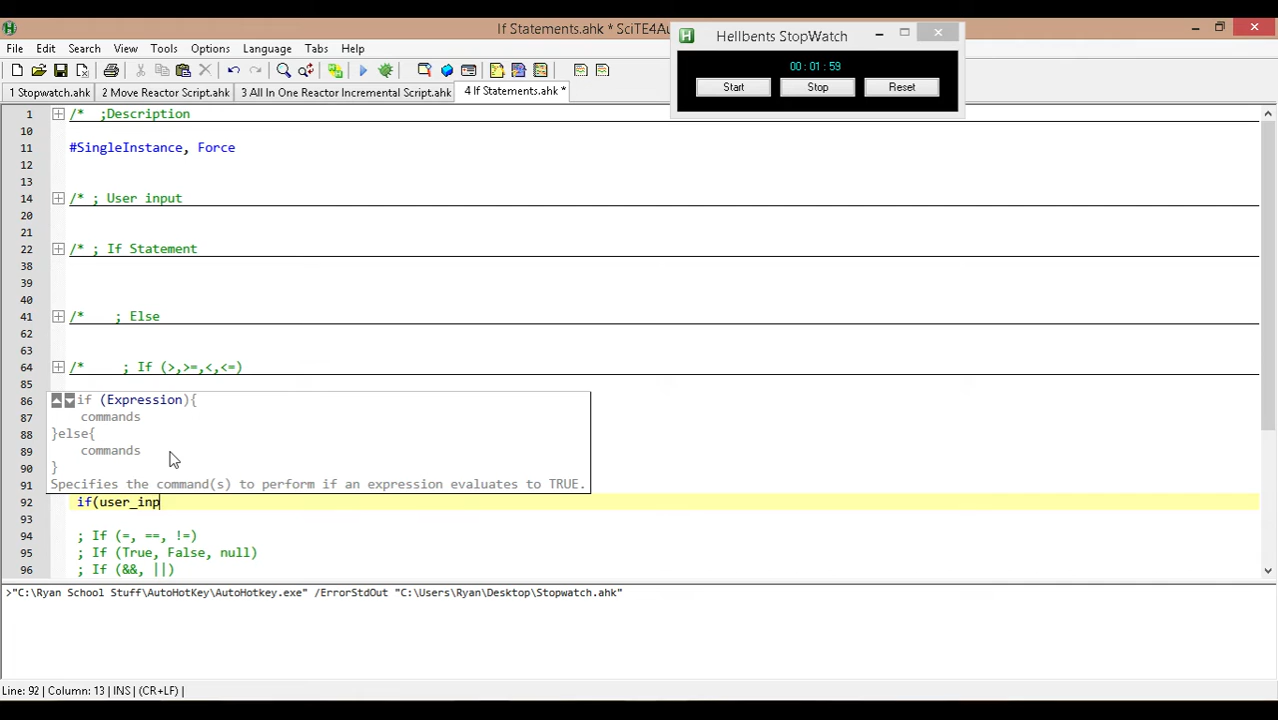 If Statements.ahk * SciTE4Au
Hellbents StopWatch
File Edit Search View Tools Options Language Tabs Help
00 : 01 : 59
Start Stop Reset
1 Stopwatch.ahk 2 Move Reactor Script.ahk 3 All In One Reactor Incremental Script.ahk 4 If Statements.ahk *
1 /* ;Description
10
11 #SingleInstance, Force
12
13
14 /* ; User input
20
21
22 /* ; If Statement
38
39
40
41 /* ; Else
62
63
64 /* ; If (>,>=,<,<=)
85
86 if (Expression){
87 commands
88 }else{
89 commands
90 }
91 Specifies the command(s) to perform if an expression evaluates to TRUE.
92 if(user_inp
93
94 ; If (=, ==, !=)
95 ; If (True, False, null)
96 ; If (&&, ||)
>"C:\Ryan School Stuff\AutoHotKey\AutoHotkey.exe" /ErrorStdOut "C:\Users\Ryan\Desktop\Stopwatch.ahk"
Line: 92 | Column: 13 | INS | (CR+LF) |